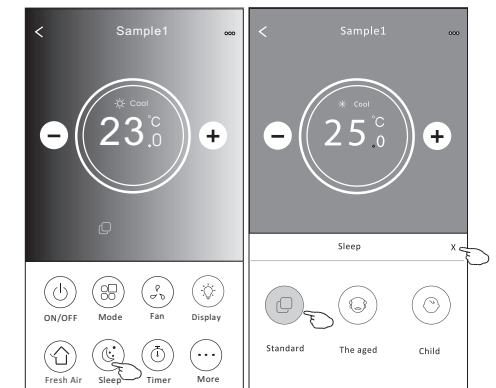 Sample1
Cool
23.0 °C
ON/OFF Mode Fan Display
Fresh Air Sleep Timer More
Sample1
Cool
25.0 °C
Sleep X
Standard The aged Child